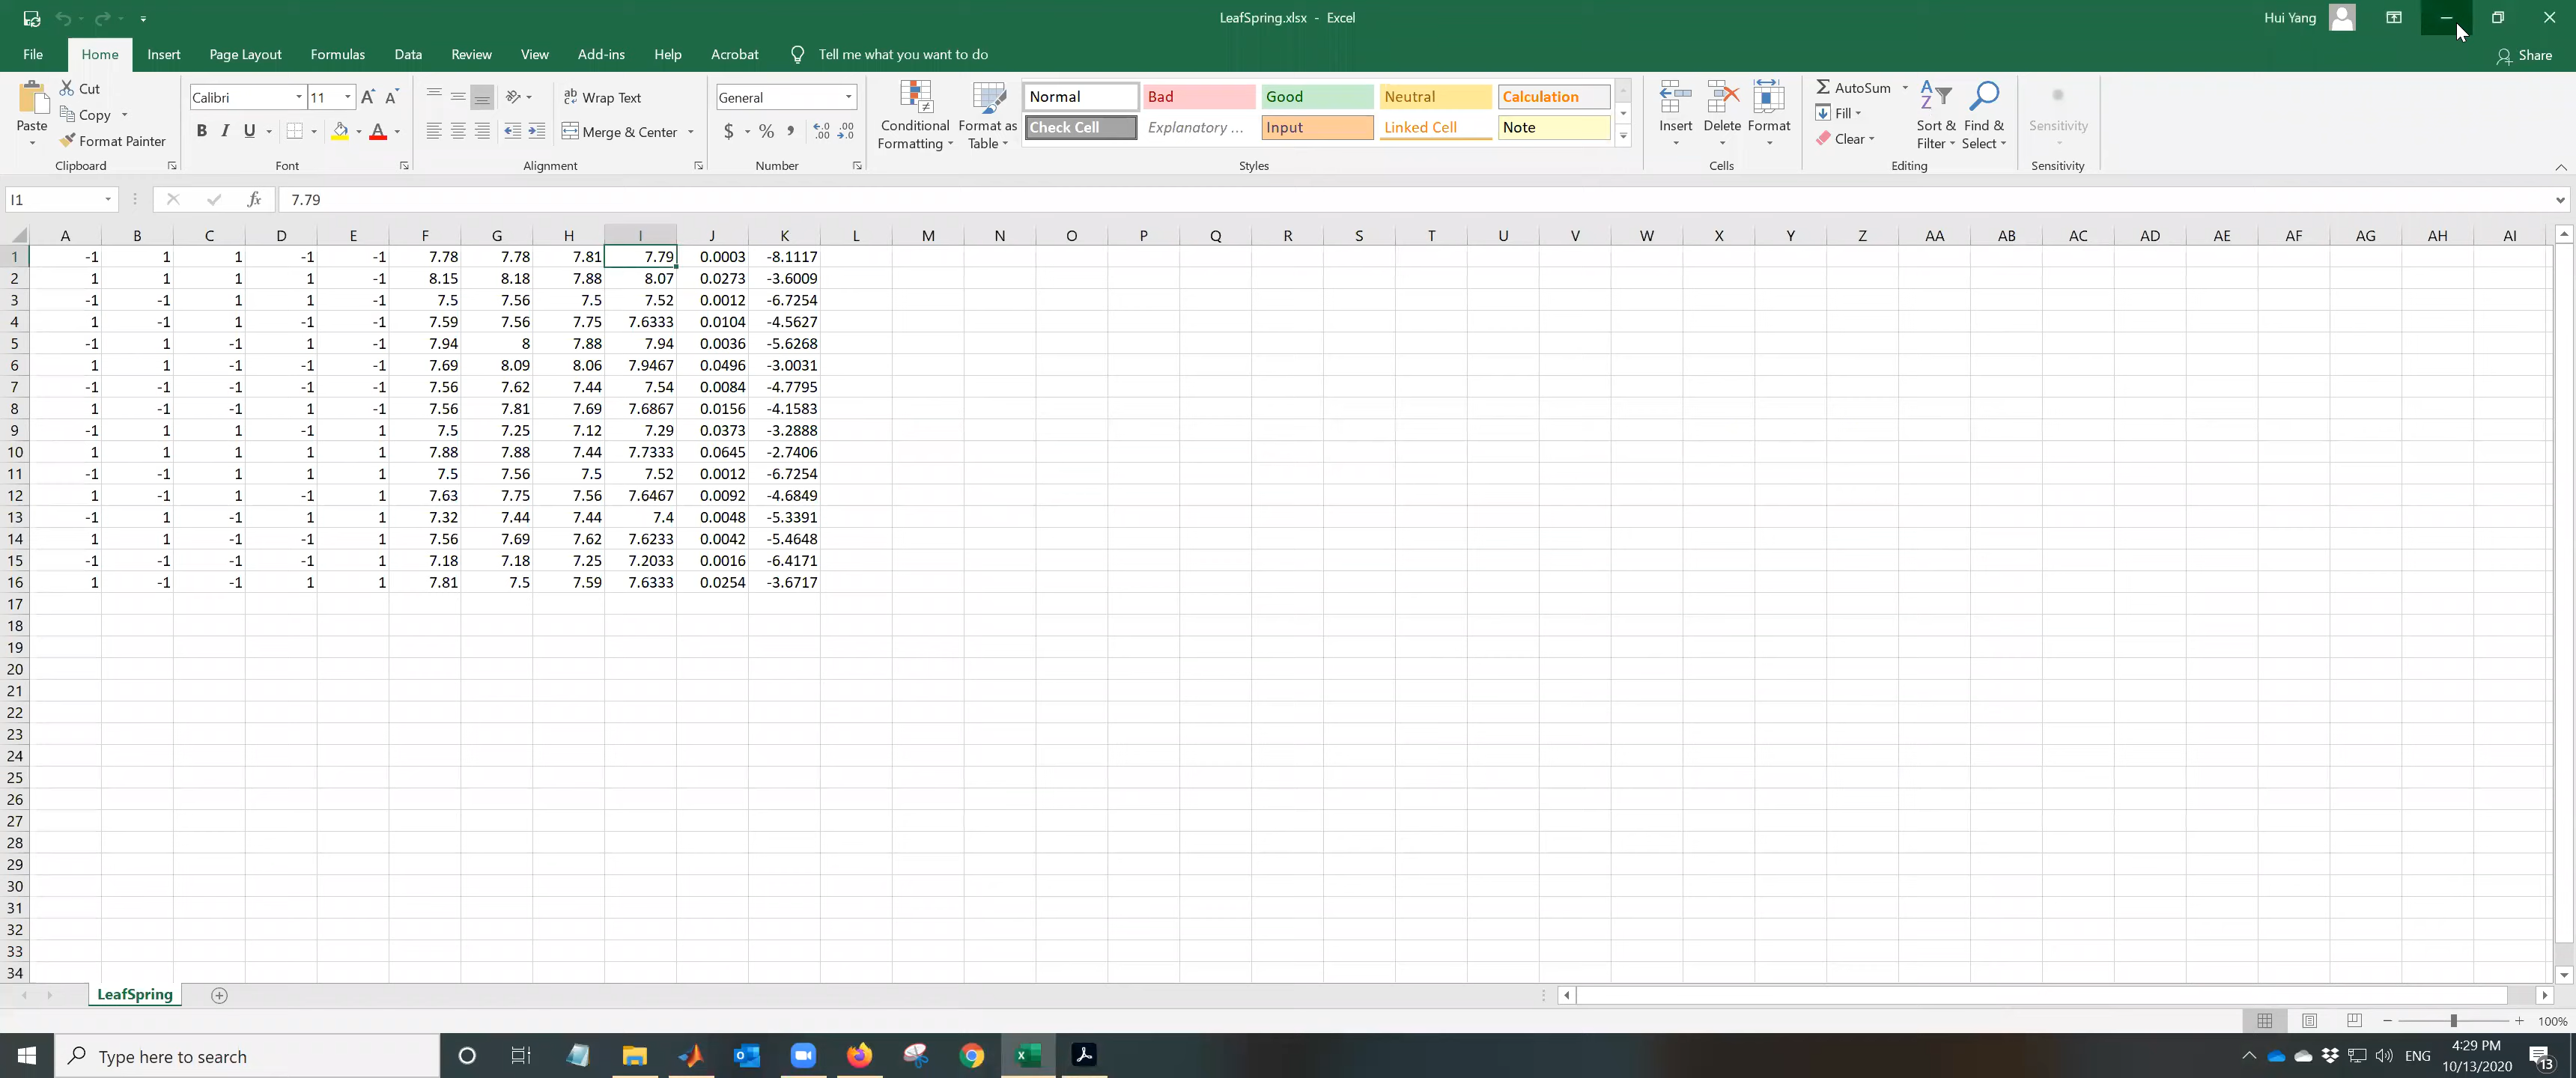 LeafSpring.xlsx - Excel
Hui Yang
File Home Insert Page Layout Formulas Data Review View Add-ins Help Acrobat Tell me what you want to do
Share
Paste
Cut
Copy
Format Painter
Clipboard
Calibri 11
B I U
Font
Wrap Text
Merge & Center
Alignment
General
$ % ,
Number
Conditional Formatting
Format as Table
Normal Bad Good Neutral Calculation
Check Cell Explanatory ... Input Linked Cell Note
Styles
Insert Delete Format
Cells
AutoSum
Fill
Clear
Sort & Filter
Find & Select
Editing
Sensitivity
Sensitivity
I1 fx 7.79
A B C D E F G H I J K L M N O P Q R S T U V W X Y Z AA AB AC AD AE AF AG AH AI
1 -1 1 1 -1 -1 7.78 7.78 7.81 7.79 0.0003 -8.1117
2 1 1 1 1 -1 8.15 8.18 7.88 8.07 0.0273 -3.6009
3 -1 -1 1 1 -1 7.5 7.56 7.5 7.52 0.0012 -6.7254
4 1 -1 1 -1 -1 7.59 7.56 7.75 7.6333 0.0104 -4.5627
5 -1 1 -1 1 -1 7.94 8 7.88 7.94 0.0036 -5.6268
6 1 1 -1 -1 -1 7.69 8.09 8.06 7.9467 0.0496 -3.0031
7 -1 -1 -1 -1 -1 7.56 7.62 7.44 7.54 0.0084 -4.7795
8 1 -1 -1 1 -1 7.56 7.81 7.69 7.6867 0.0156 -4.1583
9 -1 1 1 -1 1 7.5 7.25 7.12 7.29 0.0373 -3.2888
10 1 1 1 1 1 7.88 7.88 7.44 7.7333 0.0645 -2.7406
11 -1 -1 1 1 1 7.5 7.56 7.5 7.52 0.0012 -6.7254
12 1 -1 1 -1 1 7.63 7.75 7.56 7.6467 0.0092 -4.6849
13 -1 1 -1 1 1 7.32 7.44 7.44 7.4 0.0048 -5.3391
14 1 1 -1 -1 1 7.56 7.69 7.62 7.6233 0.0042 -5.4648
15 -1 -1 -1 -1 1 7.18 7.18 7.25 7.2033 0.0016 -6.4171
16 1 -1 -1 1 1 7.81 7.5 7.59 7.6333 0.0254 -3.6717
17
18
19
20
21
22
23
24
25
26
27
28
29
30
31
32
33
34
LeafSpring
100%
Type here to search
ENG
4:29 PM
10/13/2020
13